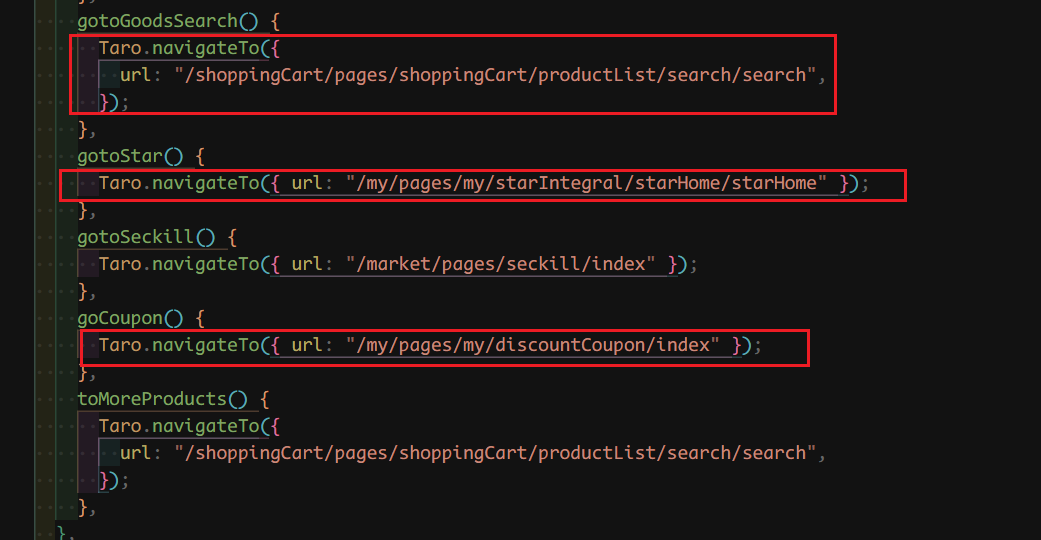 gotoGoodsSearch() {
Taro.navigateTo({
url: "/shoppingCart/pages/shoppingCart/productList/search/search",
});
},
gotoStar() {
Taro.navigateTo({ url: "/my/pages/my/starIntegral/starHome/starHome" });
},
gotoSeckill() {
Taro.navigateTo({ url: "/market/pages/seckill/index" });
},
goCoupon() {
Taro.navigateTo({ url: "/my/pages/my/discountCoupon/index" });
},
toMoreProducts() {
Taro.navigateTo({
url: "/shoppingCart/pages/shoppingCart/productList/search/search",
});
},
},